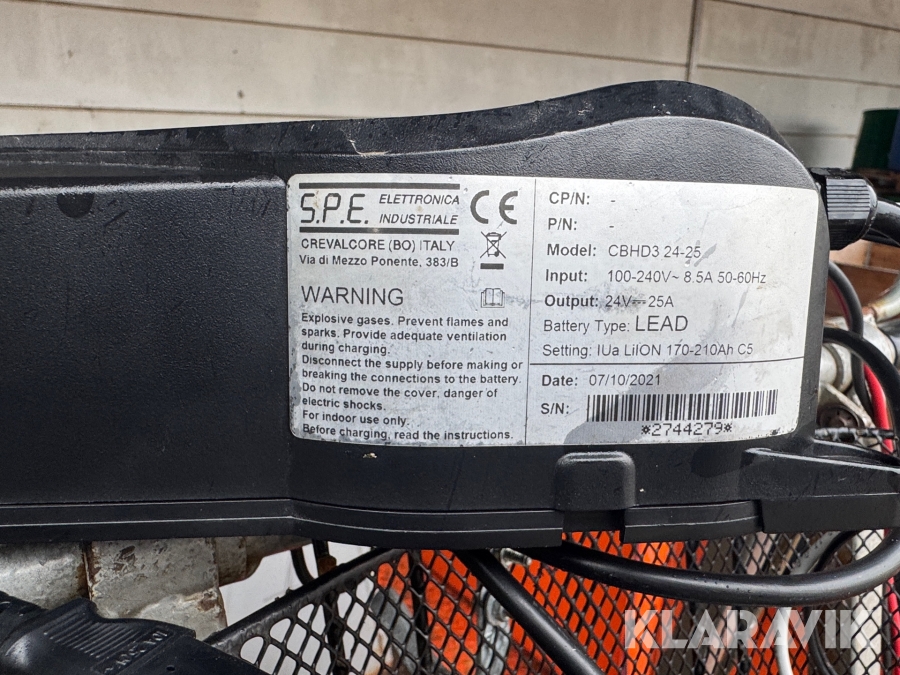 S.P.E. ELETTRONICA INDUSTRIALE
CE
CREVALCORE (BO) ITALY
Via di Mezzo Ponente, 383/B
WARNING
Explosive gases. Prevent flames and
sparks. Provide adequate ventilation
during charging.
Disconnect the supply before making or
breaking the connections to the battery.
Do not remove the cover, danger of
electric shocks.
For indoor use only.
Before charging, read the instructions.
CP/N: -
P/N: -
Model: CBHD3 24-25
Input: 100-240V~ 8.5A 50-60Hz
Output: 24V⎓25A
Battery Type: LEAD
Setting: IUa LiION 170-210Ah C5
Date: 07/10/2021
S/N:
*2744279*
KLARAVIK